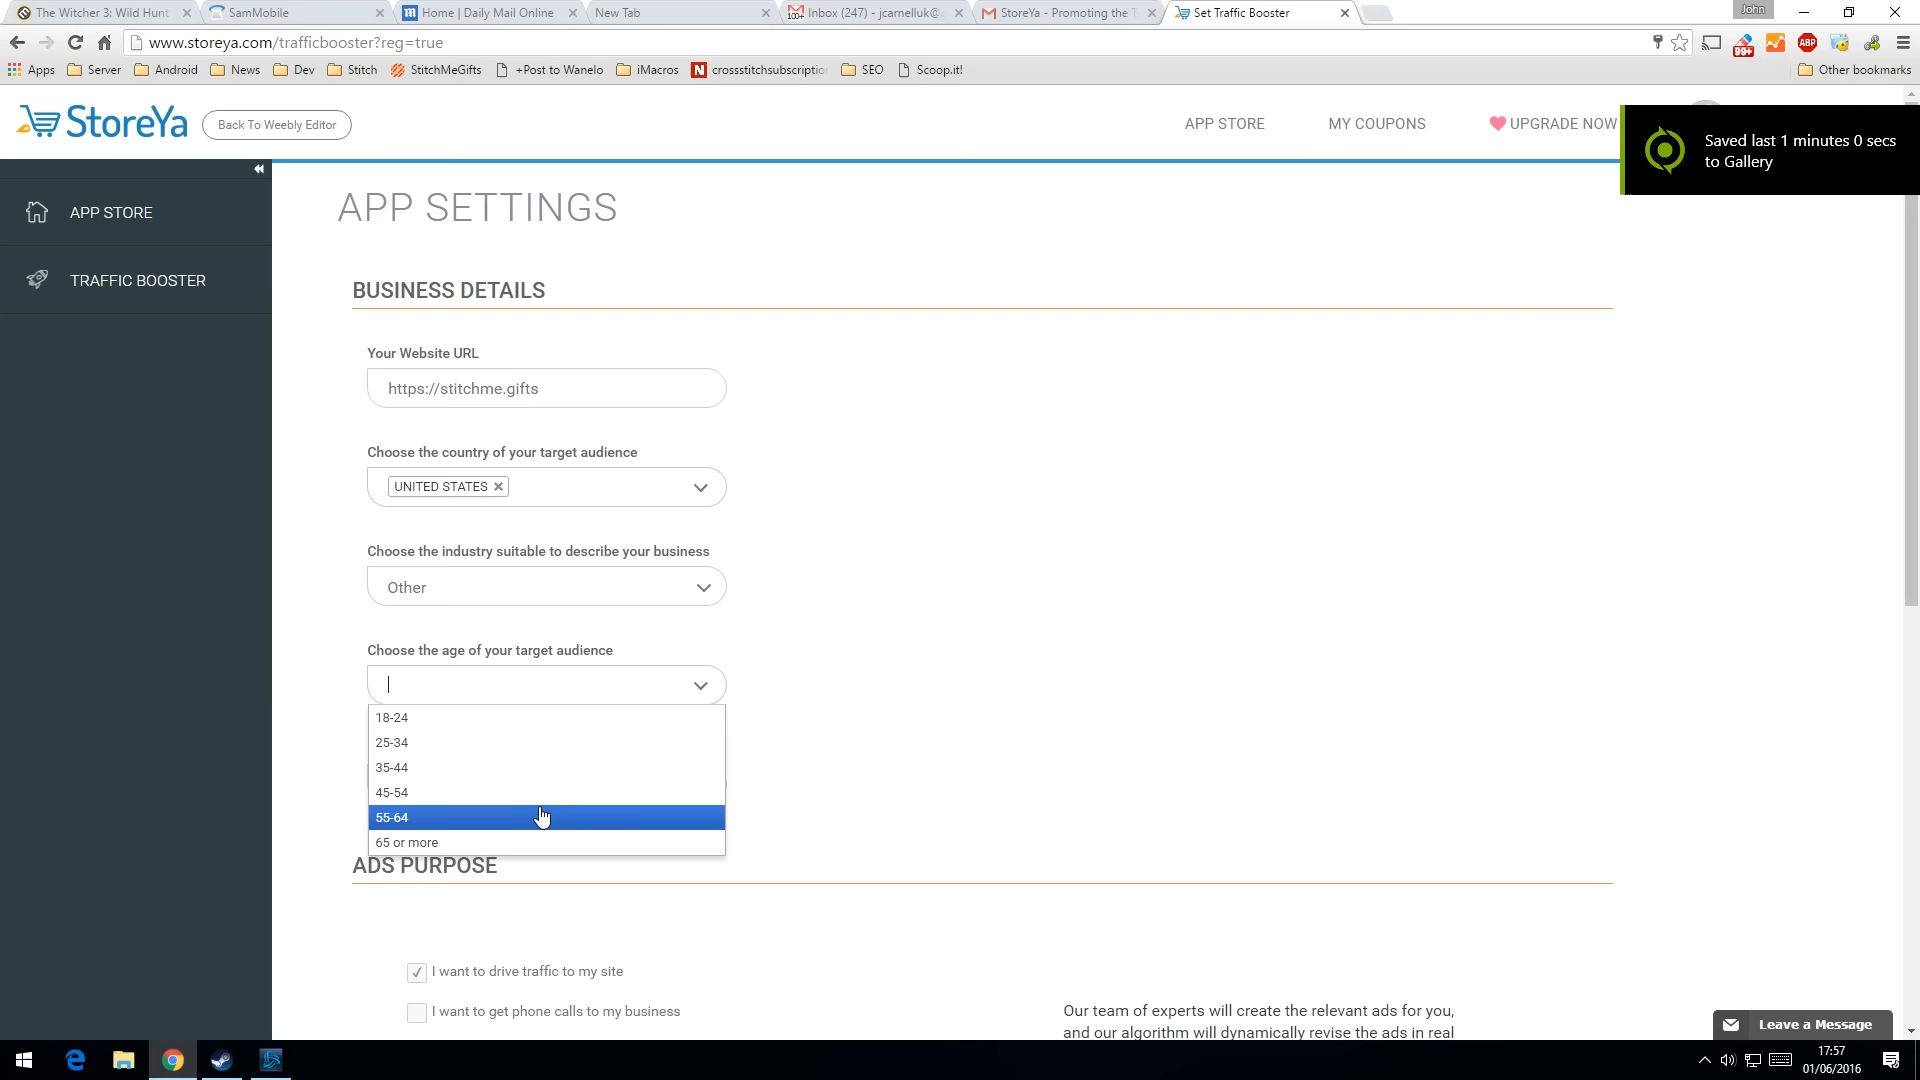 The Witcher 3: Wild Hunt
SamMobile
Home | Daily Mail Online
New Tab
Inbox (247) - jcarnelluk@
StoreYa - Promoting the T
Set Traffic Booster
John
www.storeya.com/trafficbooster?reg=true
Apps
Server
Android
News
Dev
Stitch
StitchMeGifts
+Post to Wanelo
iMacros
crossstitchsubscriptio
SEO
Scoop.it!
Other bookmarks
100+
99+
ABP
StoreYa
Back To Weebly Editor
APP STORE
MY COUPONS
UPGRADE NOW
Saved last 1 minutes 0 secs
to Gallery
APP STORE
TRAFFIC BOOSTER
APP SETTINGS
BUSINESS DETAILS
Your Website URL
https://stitchme.gifts
Choose the country of your target audience
UNITED STATES
Choose the industry suitable to describe your business
Other
Choose the age of your target audience
18-24
25-34
35-44
45-54
55-64
65 or more
ADS PURPOSE
I want to drive traffic to my site
I want to get phone calls to my business
Our team of experts will create the relevant ads for you,
and our algorithm will dynamically revise the ads in real
Leave a Message
17:57
01/06/2016